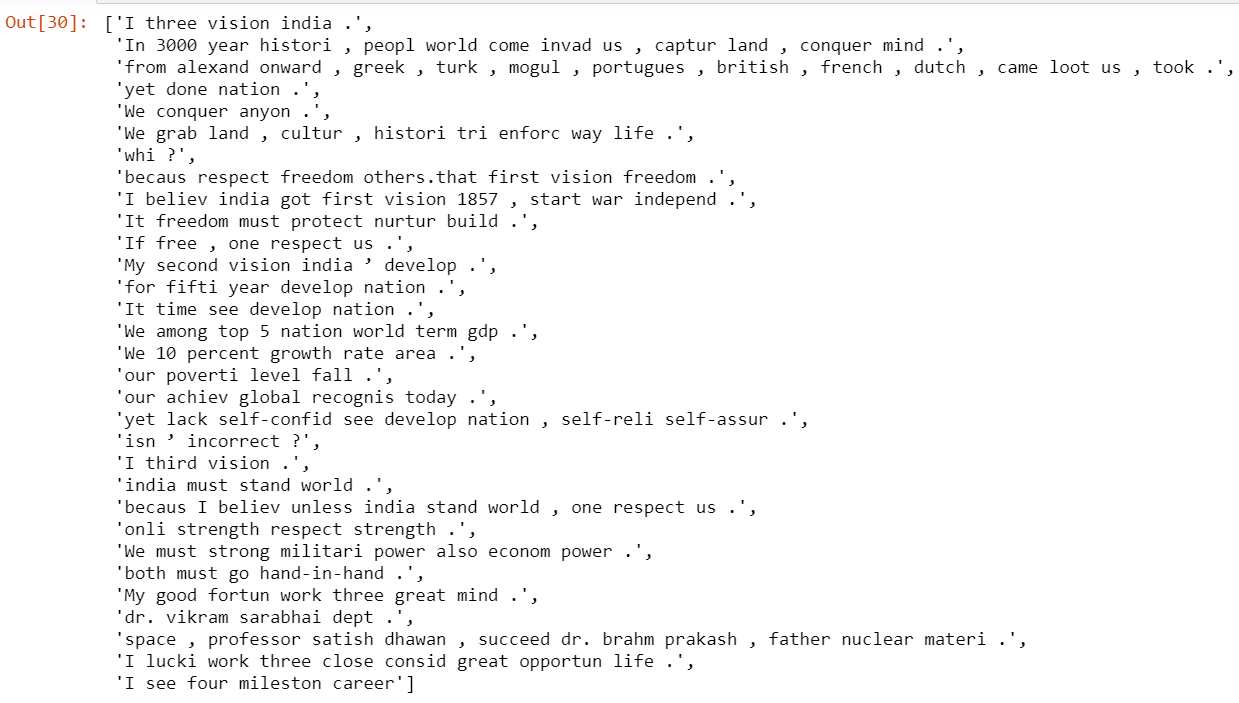 Out[30]: ['I three vision india .',
'In 3000 year histori , peopl world come invad us , captur land , conquer mind .',
'from alexand onward , greek , turk , mogul , portugues , british , french , dutch , came loot us , took .',
'yet done nation .',
'We conquer anyon .',
'We grab land , cultur , histori tri enforc way life .',
'whi ?',
'becaus respect freedom others.that first vision freedom .',
'I believ india got first vision 1857 , start war independ .',
'It freedom must protect nurtur build .',
'If free , one respect us .',
'My second vision india ’ develop .',
'for fifti year develop nation .',
'It time see develop nation .',
'We among top 5 nation world term gdp .',
'We 10 percent growth rate area .',
'our poverti level fall .',
'our achiev global recognis today .',
'yet lack self-confid see develop nation , self-reli self-assur .',
'isn ’ incorrect ?',
'I third vision .',
'india must stand world .',
'becaus I believ unless india stand world , one respect us .',
'onli strength respect strength .',
'We must strong militari power also econom power .',
'both must go hand-in-hand .',
'My good fortun work three great mind .',
'dr. vikram sarabhai dept .',
'space , professor satish dhawan , succeed dr. brahm prakash , father nuclear materi .',
'I lucki work three close consid great opportun life .',
'I see four mileston career']